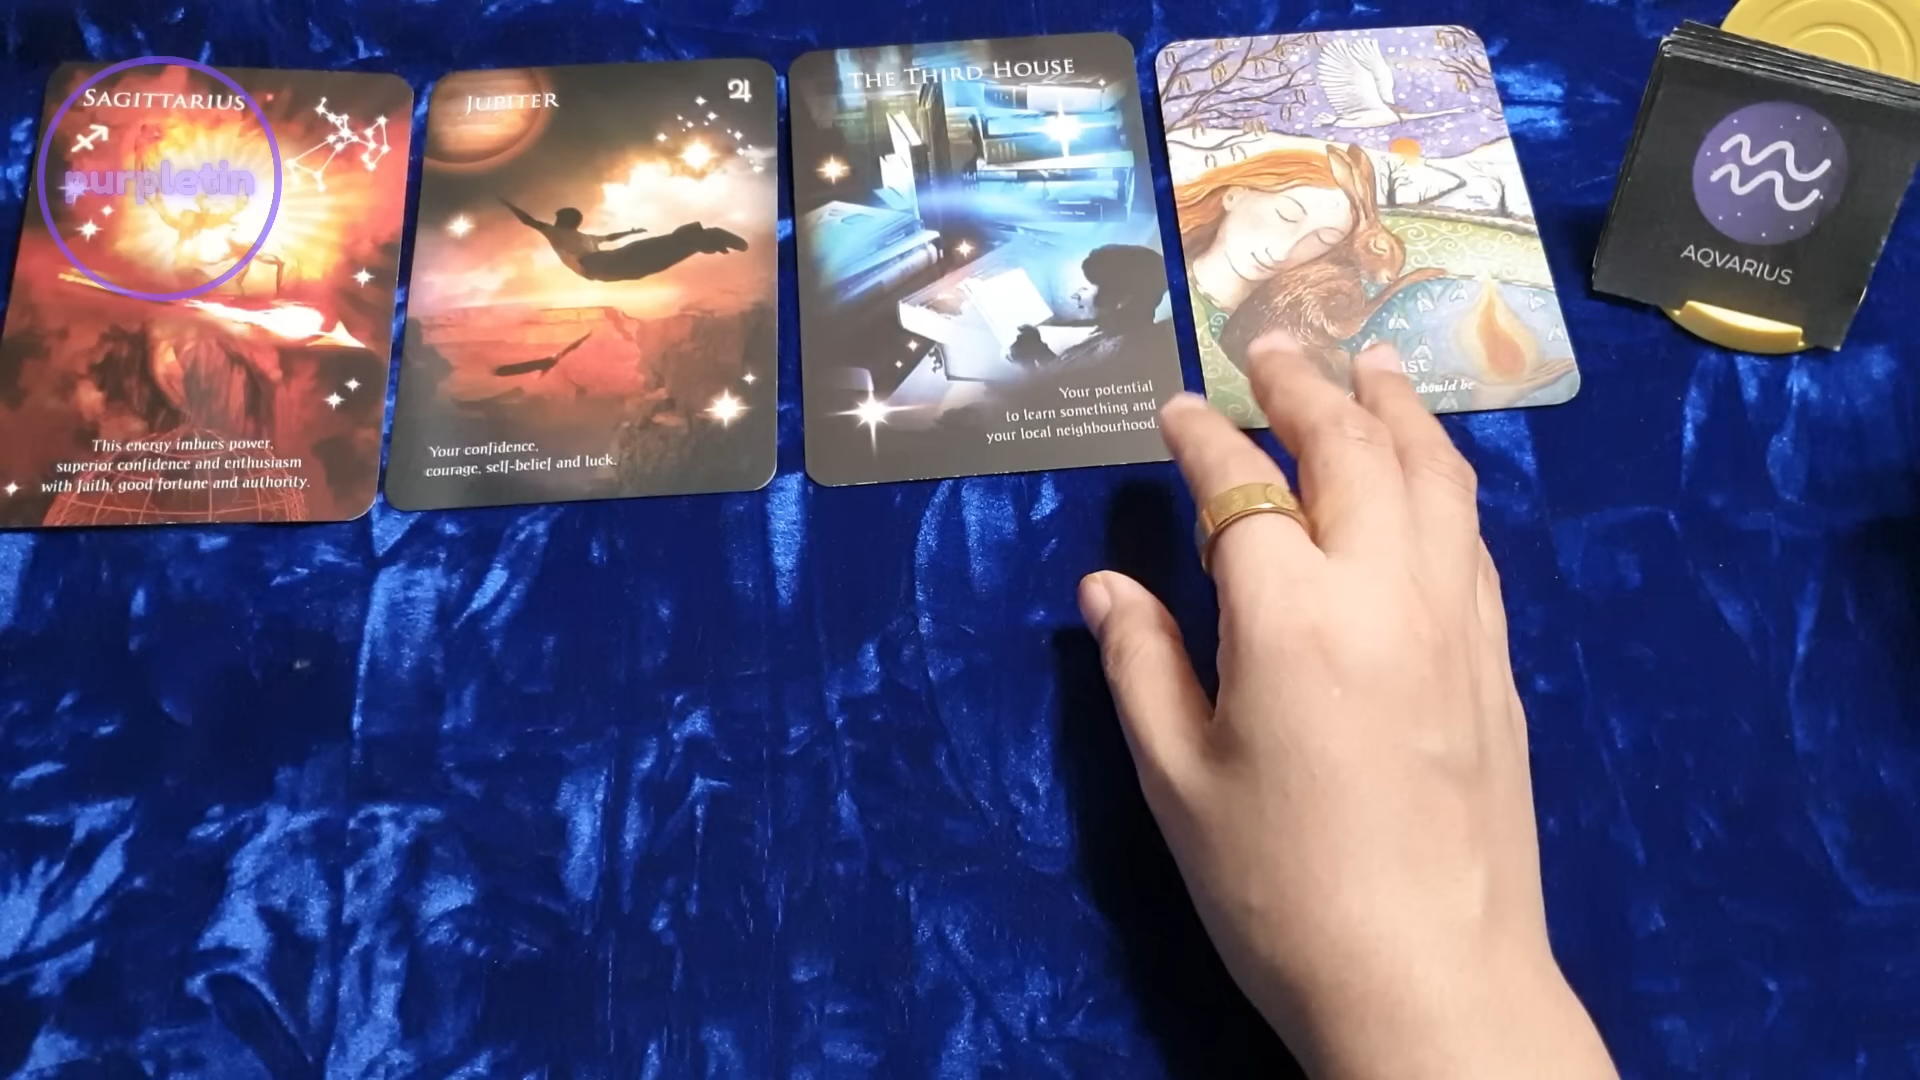 SAGITTARIUS
purpletin
This energy imbues power,
superior confidence and enthusiasm
with faith, good fortune and authority.
JUPITER
Your confidence,
courage, self-belief and luck.
THE THIRD HOUSE
Your potential
to learn something and
your local neighbourhood.
should be
AQVARIUS